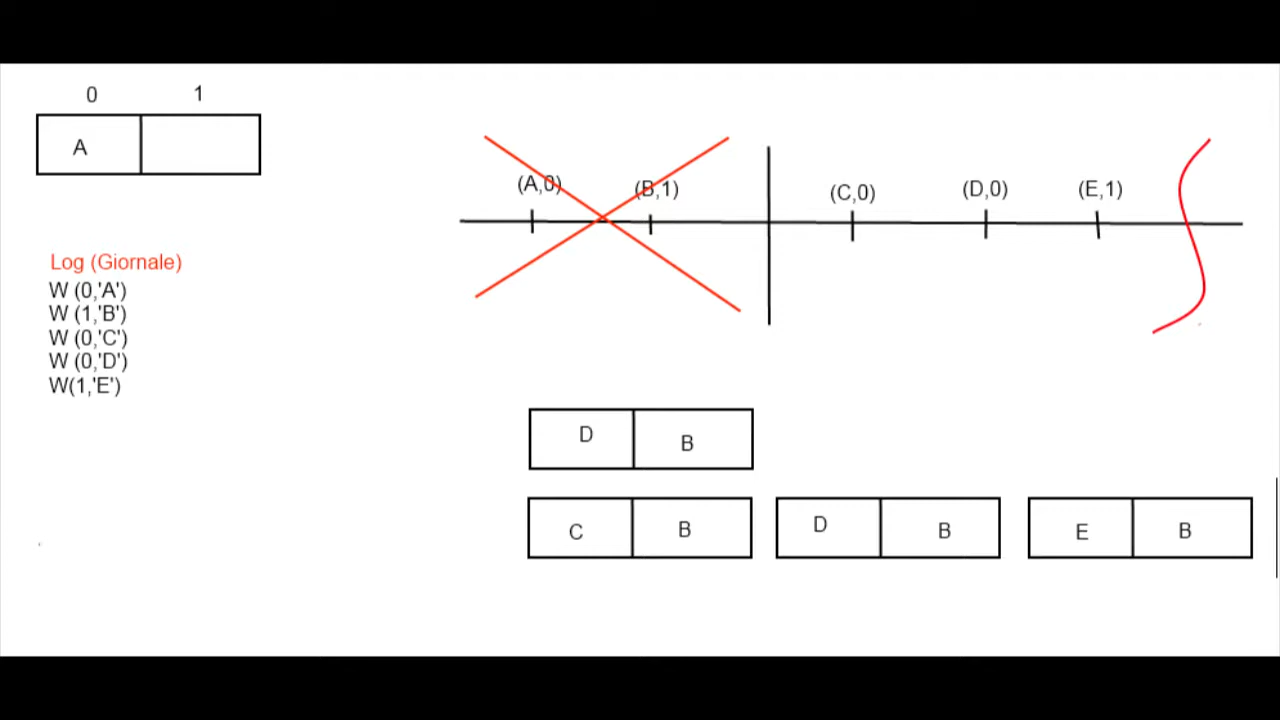 0 1
A
(A,0) (B,1) (C,0) (D,0) (E,1)
Log (Giornale)
W (0,'A')
W (1,'B')
W (0,'C')
W (0,'D')
W(1,'E')
D B
C B D B E B